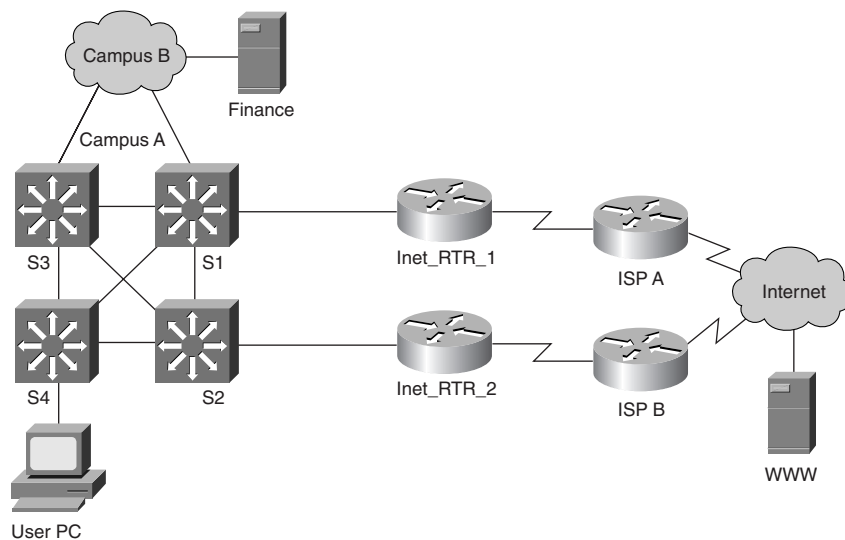 Campus B
Finance
Campus A
S3
S1
Inet_RTR_1
ISP A
Internet
S4
S2
Inet_RTR_2
ISP B
WWW
User PC